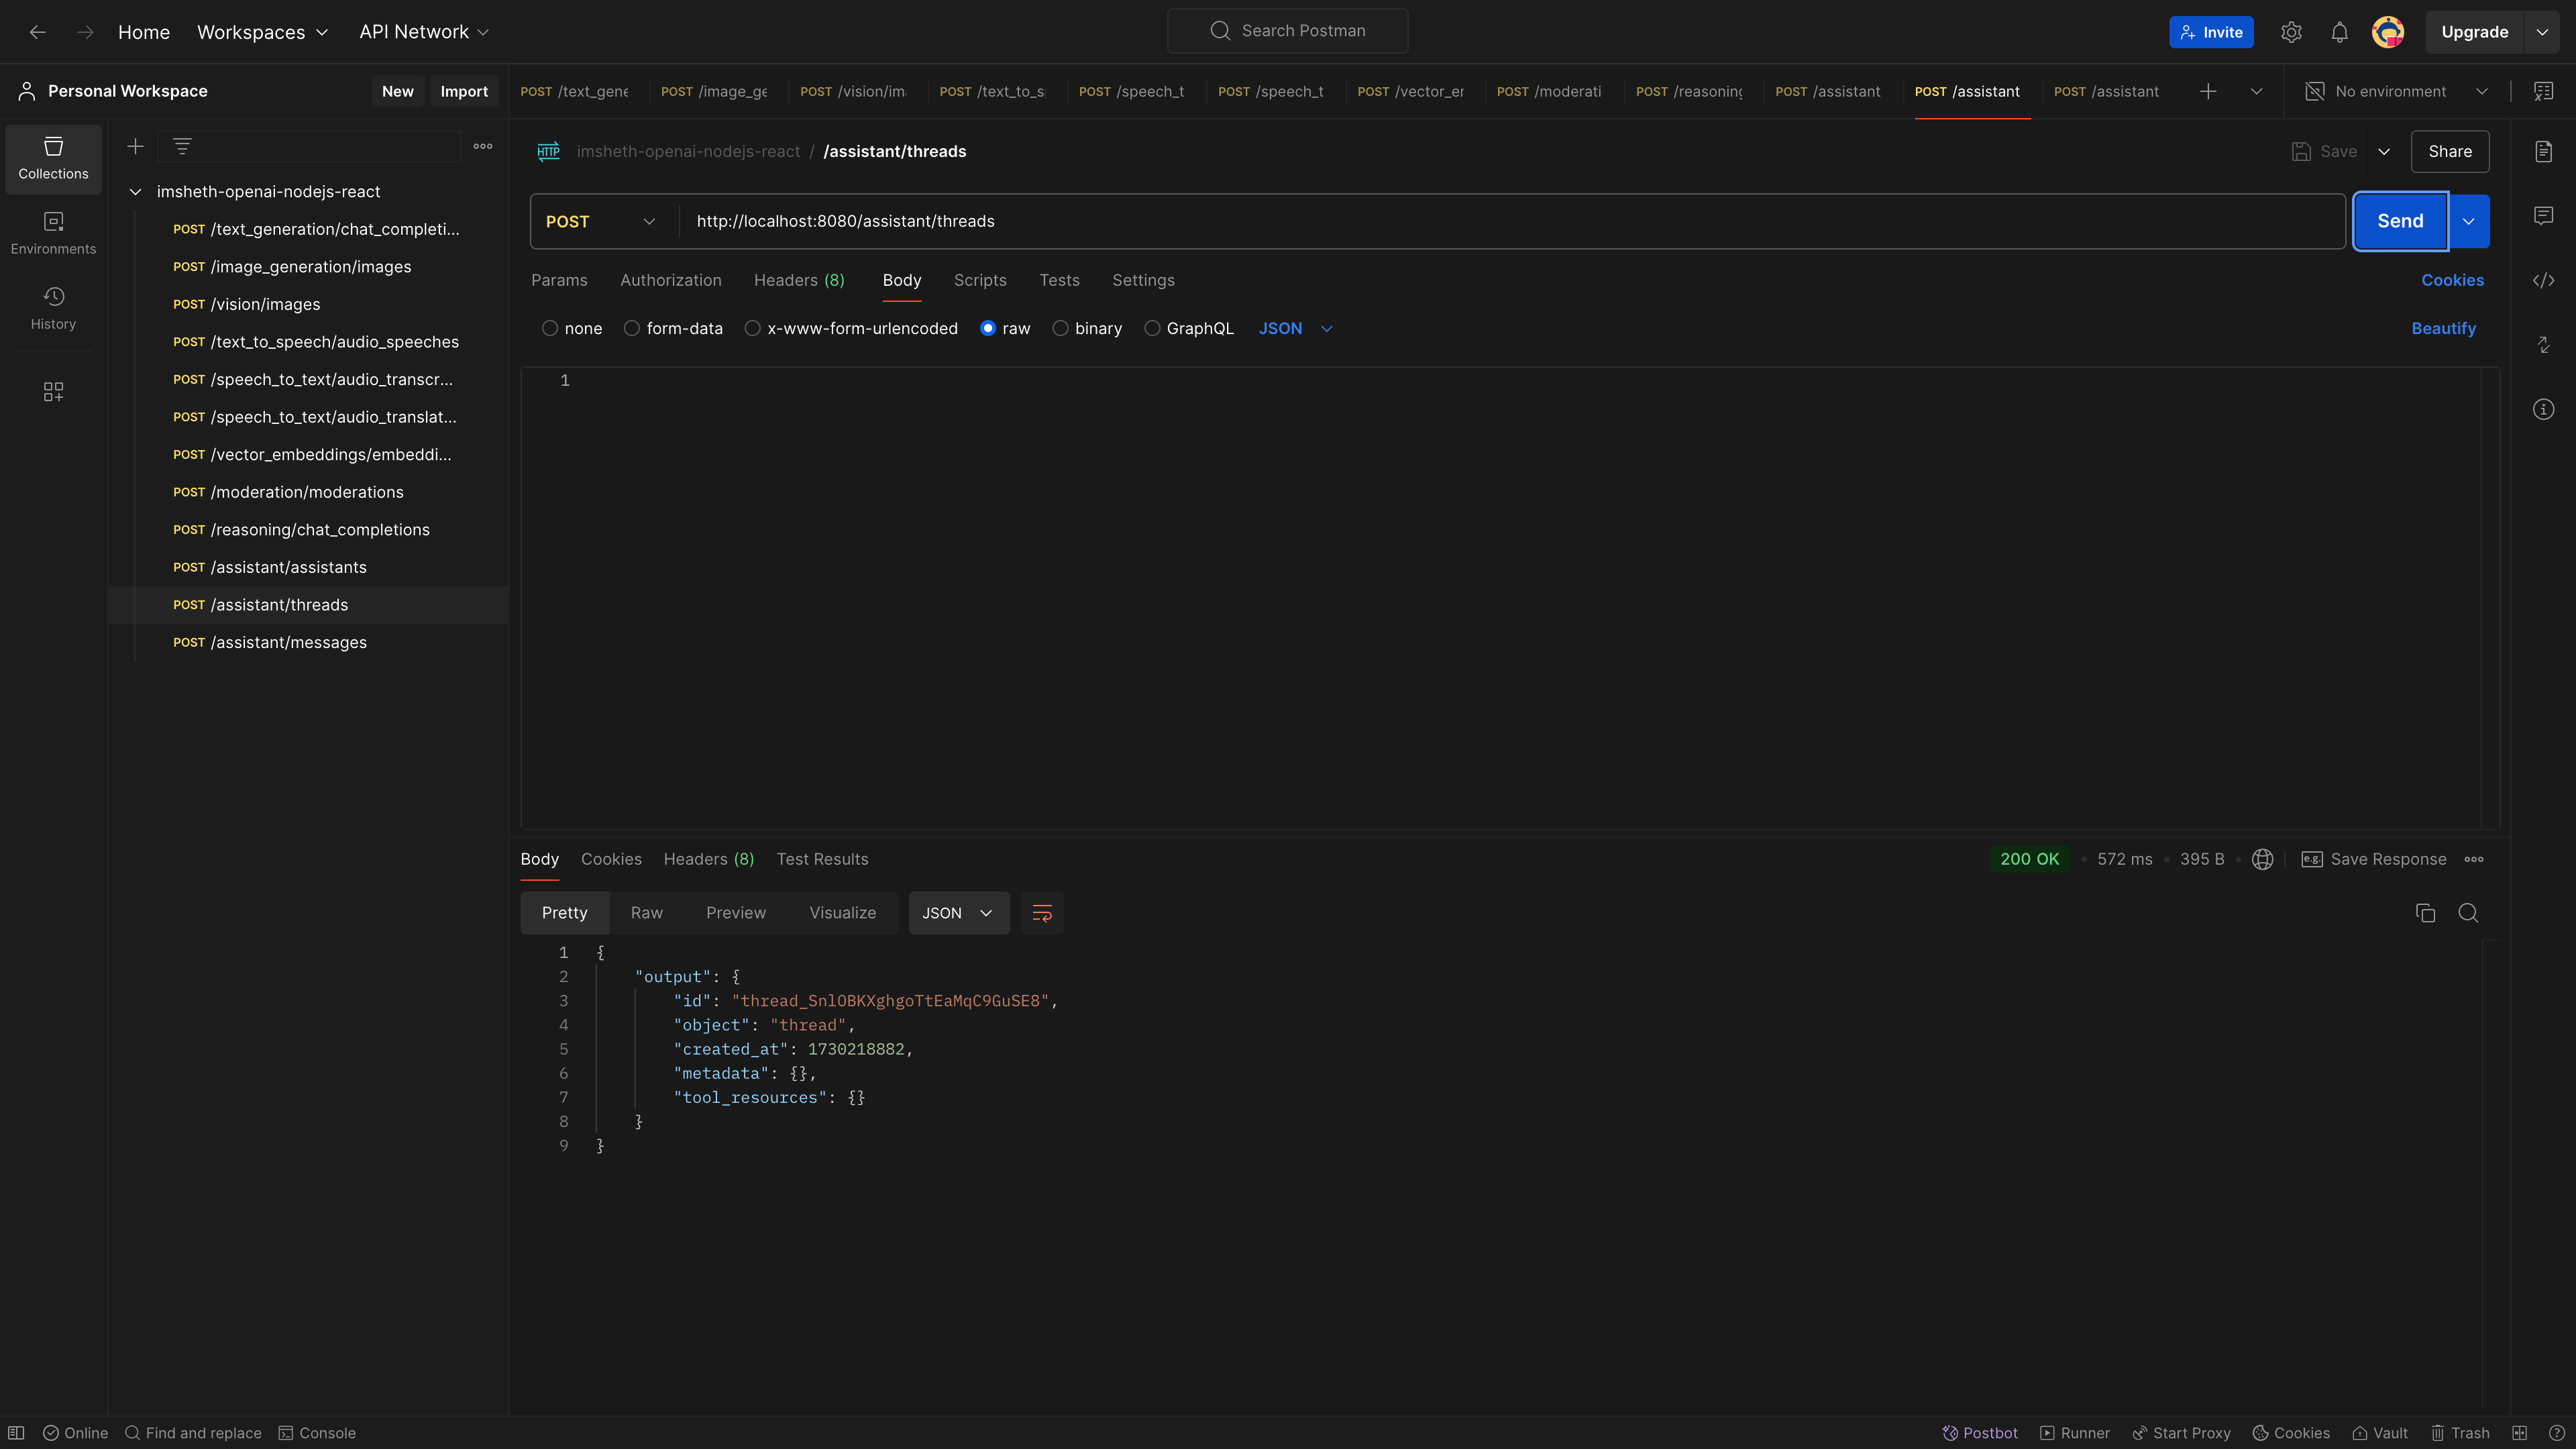 Home Workspaces API Network Search Postman Invite Upgrade
Personal Workspace New Import POST /text_gene POST /image_ge POST /vision/im POST /text_to_s POST /speech_t POST /speech_t POST /vector_er POST /moderati POST /reasoning POST /assistant POST /assistant POST /assistant No environment
Collections
Environments
History
imsheth-openai-nodejs-react
POST /text_generation/chat_completi...
POST /image_generation/images
POST /vision/images
POST /text_to_speech/audio_speeches
POST /speech_to_text/audio_transcr...
POST /speech_to_text/audio_translat...
POST /vector_embeddings/embeddi...
POST /moderation/moderations
POST /reasoning/chat_completions
POST /assistant/assistants
POST /assistant/threads
POST /assistant/messages
HTTP imsheth-openai-nodejs-react / /assistant/threads Save Share
POST http://localhost:8080/assistant/threads Send
Params Authorization Headers (8) Body Scripts Tests Settings Cookies
none form-data x-www-form-urlencoded raw binary GraphQL JSON Beautify
1
Body Cookies Headers (8) Test Results 200 OK 572 ms 395 B e.g. Save Response
Pretty Raw Preview Visualize JSON
1 {
2 "output": {
3 "id": "thread_SnlOBKXghgoTtEaMqC9GuSE8",
4 "object": "thread",
5 "created_at": 1730218882,
6 "metadata": {},
7 "tool_resources": {}
8 }
9 }
Online Find and replace Console Postbot Runner Start Proxy Cookies Vault Trash